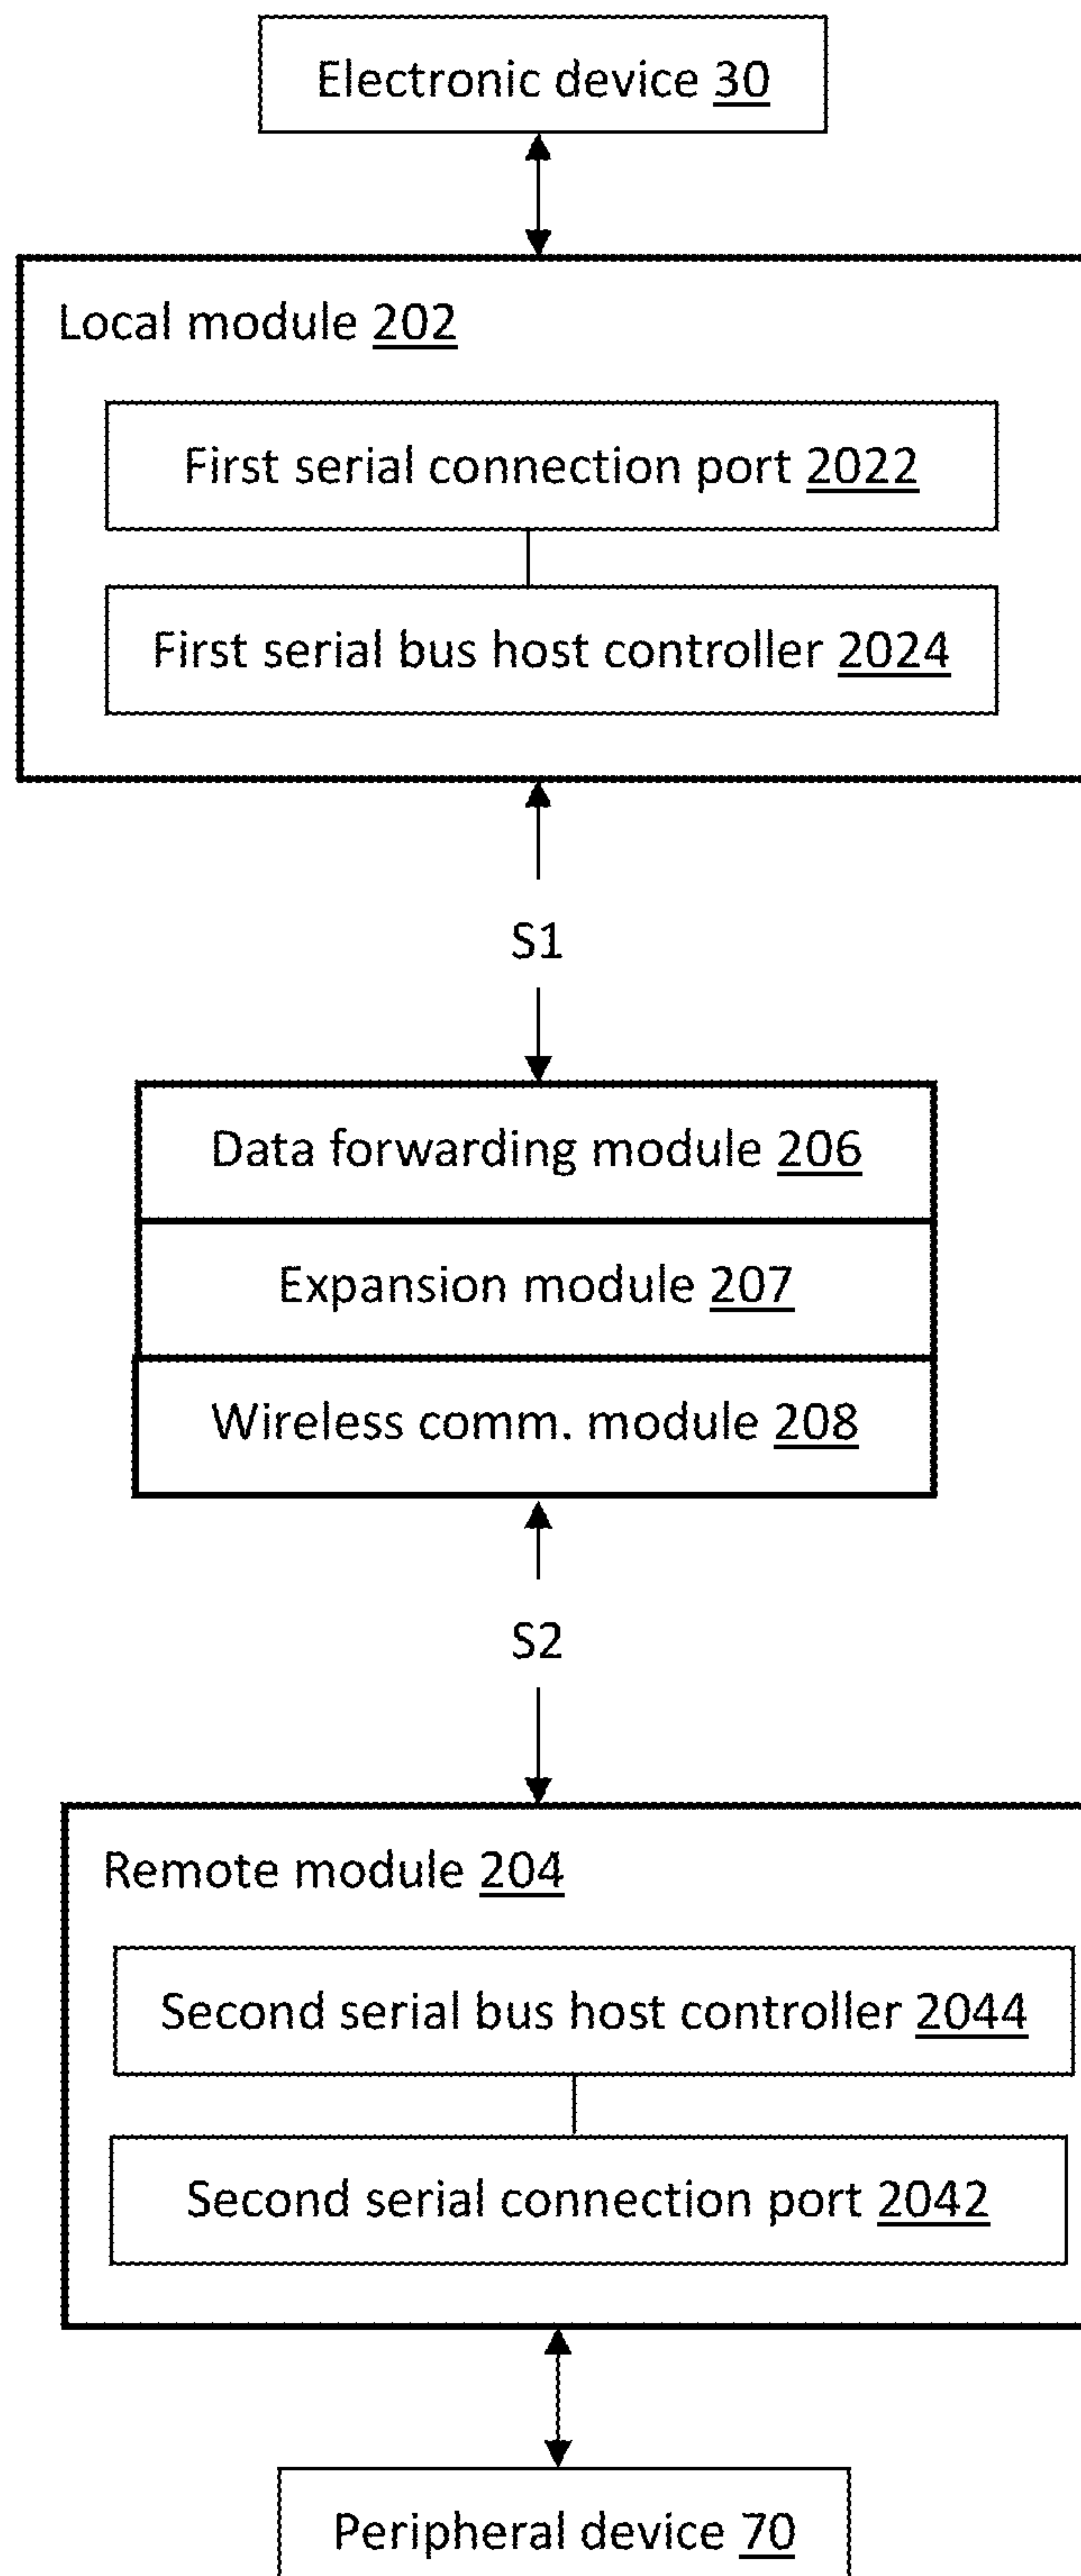 Electronic device 30
Local module 202
First serial connection port 2022
First serial bus host controller 2024
S1
Data forwarding module 206
Expansion module 207
Wireless comm. module 208
S2
Remote module 204
Second serial bus host controller 2044
Second serial connection port 2042
Peripheral device 70